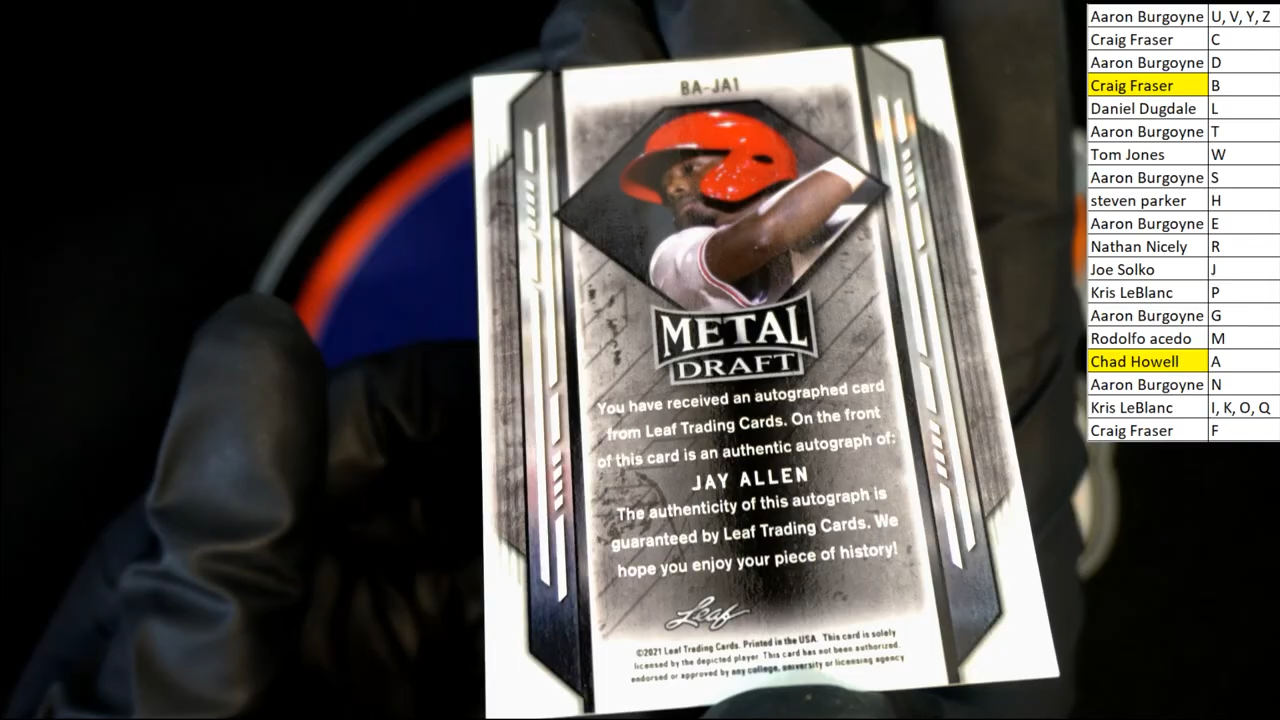 BA-JA1
METAL
DRAFT
You have received an autographed card
from Leaf Trading Cards. On the front
of this card is an authentic autograph of:
JAY ALLEN
The authenticity of this autograph is
guaranteed by Leaf Trading Cards. We
hope you enjoy your piece of history!
Leaf
©2021 Leaf Trading Cards. Printed in the USA. This card is solely
licensed by the depicted player. This card has not been authorized,
endorsed or approved by any college, university or licensing agency
Aaron Burgoyne U, V, Y, Z
Craig Fraser C
Aaron Burgoyne D
Craig Fraser B
Daniel Dugdale L
Aaron Burgoyne T
Tom Jones W
Aaron Burgoyne S
steven parker H
Aaron Burgoyne E
Nathan Nicely R
Joe Solko J
Kris LeBlanc P
Aaron Burgoyne G
Rodolfo acedo M
Chad Howell A
Aaron Burgoyne N
Kris LeBlanc I, K, O, Q
Craig Fraser F